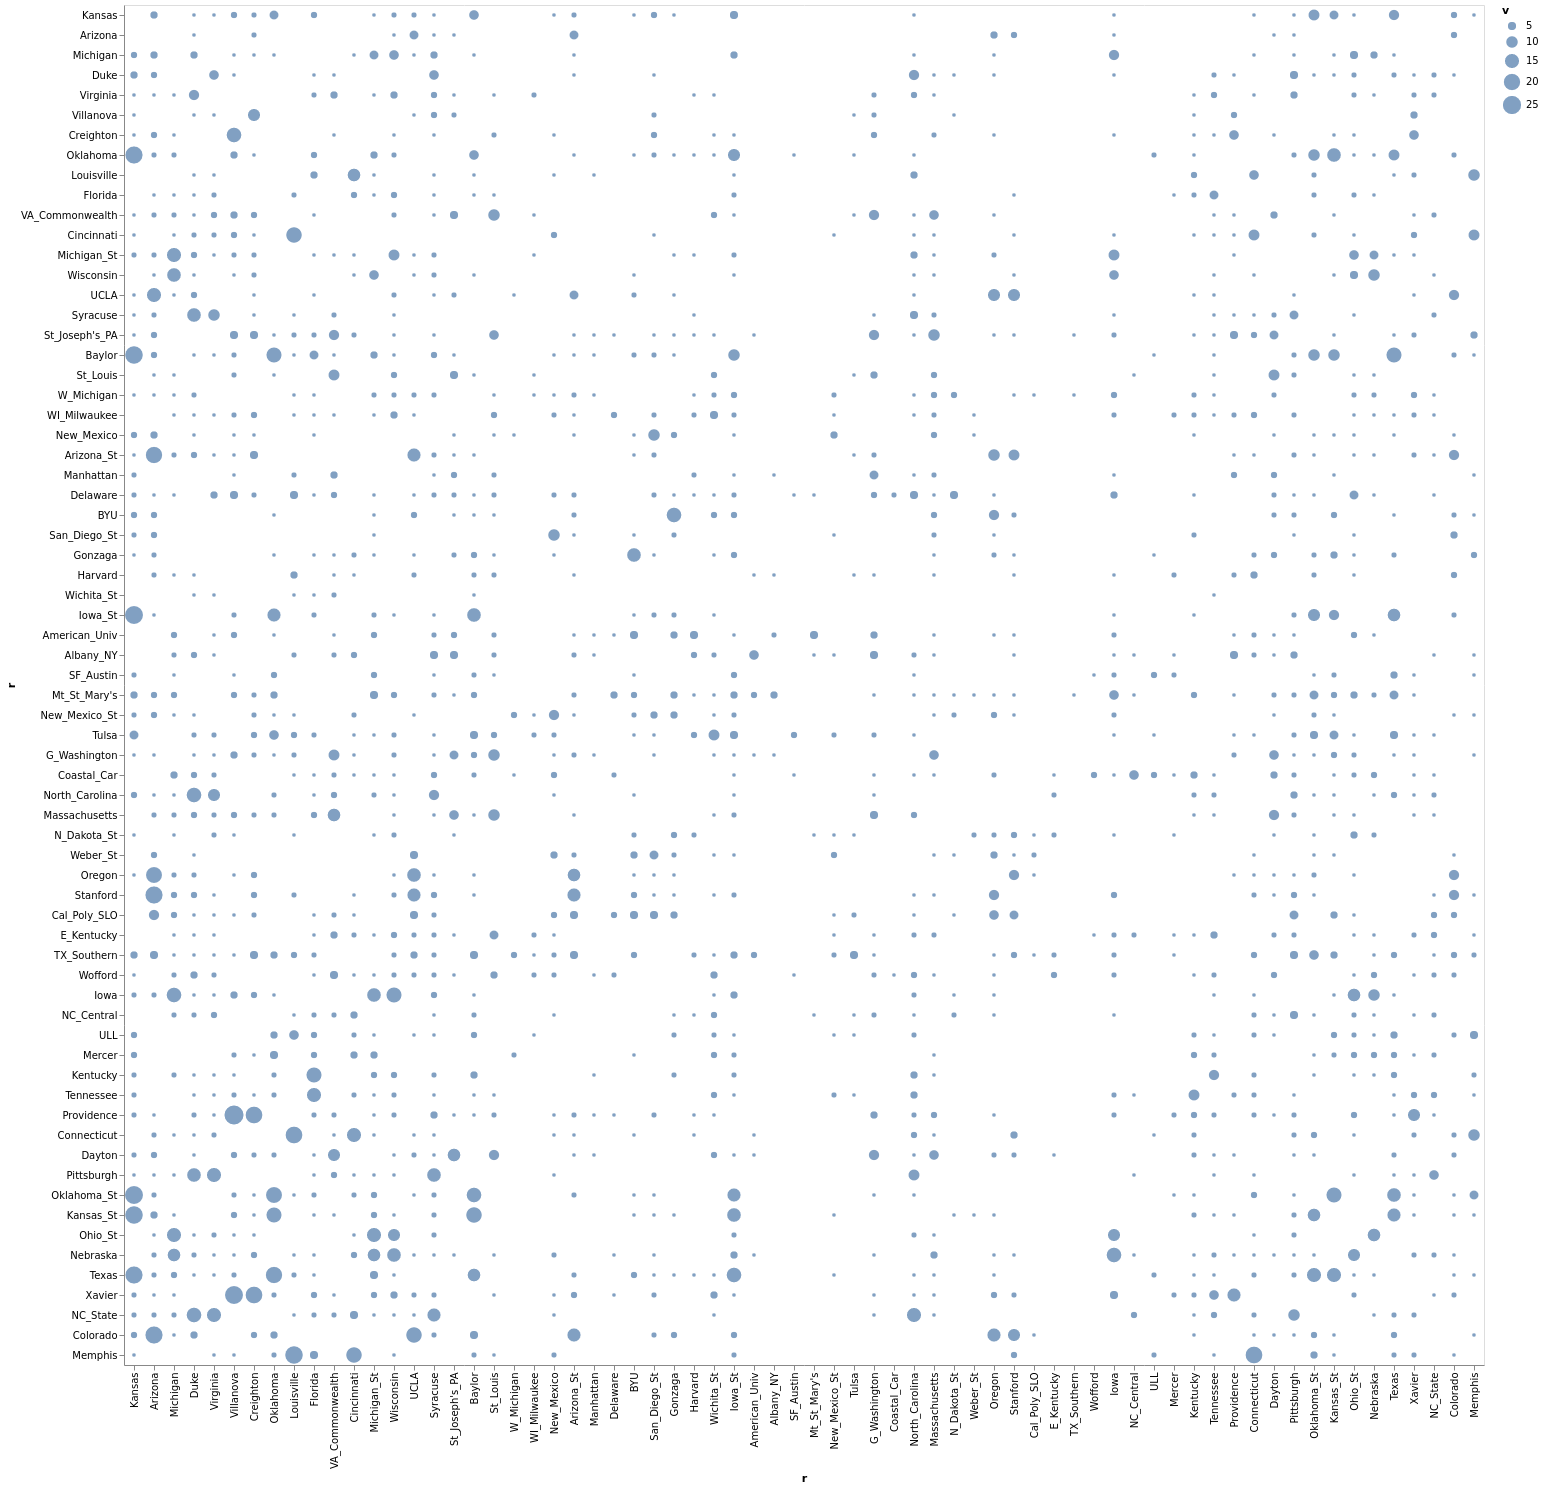 v
5
10
15
20
25
Kansas
Arizona
Michigan
Duke
Virginia
Villanova
Creighton
Oklahoma
Louisville
Florida
VA_Commonwealth
Cincinnati
Michigan_St
Wisconsin
UCLA
Syracuse
St_Joseph's_PA
Baylor
St_Louis
W_Michigan
WI_Milwaukee
New_Mexico
Arizona_St
Manhattan
Delaware
BYU
San_Diego_St
Gonzaga
Harvard
Wichita_St
Iowa_St
American_Univ
Albany_NY
SF_Austin
r
Mt_St_Mary's
New_Mexico_St
Tulsa
G_Washington
Coastal_Car
North_Carolina
Massachusetts
N_Dakota_St
Weber_St
Oregon
Stanford
Cal_Poly_SLO
E_Kentucky
TX_Southern
Wofford
Iowa
NC_Central
ULL
Mercer
Kentucky
Tennessee
Providence
Connecticut
Dayton
Pittsburgh
Oklahoma_St
Kansas_St
Ohio_St
Nebraska
Texas
Xavier
NC_State
Colorado
Memphis
Kansas
Arizona
Michigan
Duke
Virginia
Villanova
Creighton
Oklahoma
Louisville
Florida
VA_Commonwealth
Cincinnati
Michigan_St
Wisconsin
UCLA
Syracuse
St_Joseph's_PA
Baylor
St_Louis
W_Michigan
WI_Milwaukee
New_Mexico
Arizona_St
Manhattan
Delaware
BYU
San_Diego_St
Gonzaga
Harvard
Wichita_St
Iowa_St
American_Univ
Albany_NY
SF_Austin
Mt_St_Mary's
New_Mexico_St
Tulsa
G_Washington
Coastal_Car
North_Carolina
Massachusetts
N_Dakota_St
Weber_St
Oregon
Stanford
Cal_Poly_SLO
E_Kentucky
TX_Southern
Wofford
Iowa
NC_Central
ULL
Mercer
Kentucky
Tennessee
Providence
Connecticut
Dayton
Pittsburgh
Oklahoma_St
Kansas_St
Ohio_St
Nebraska
Texas
Xavier
NC_State
Colorado
Memphis
r